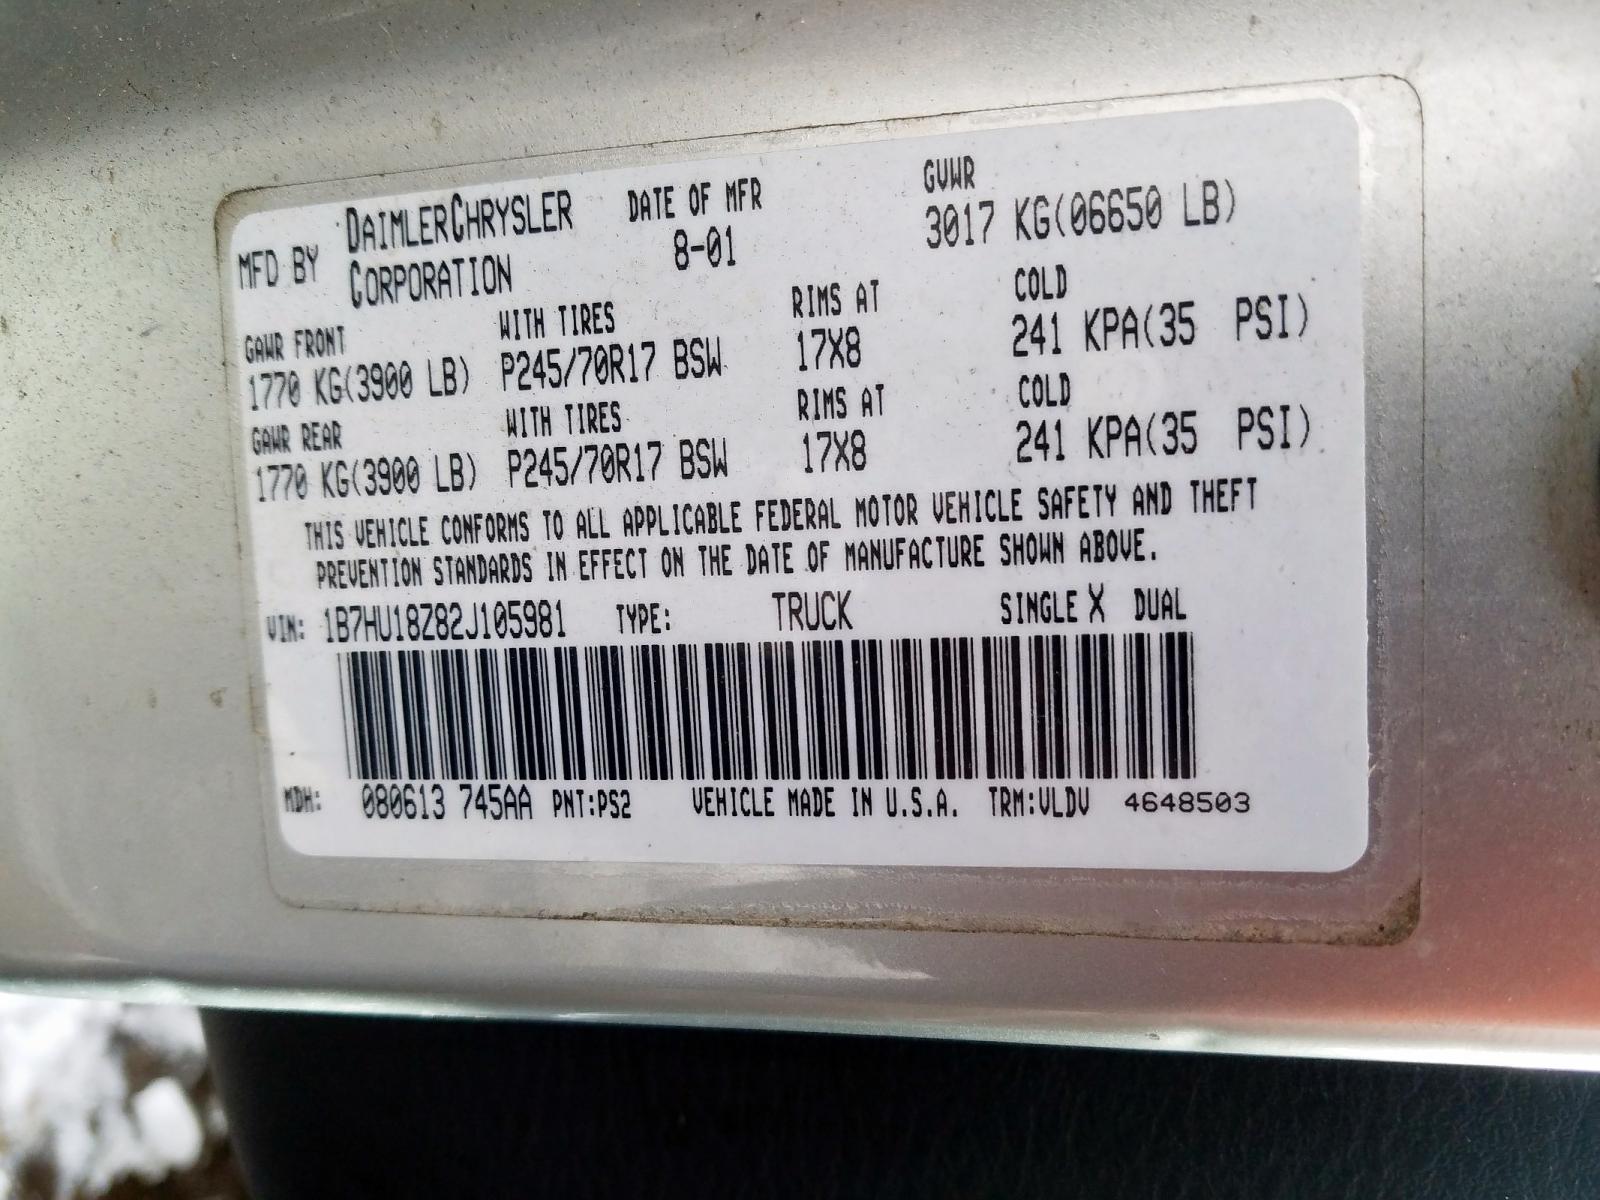 MFD BY DAIMLERCHRYSLER CORPORATION DATE OF MFR 8-01 GVWR 3017 KG(06650 LB)
GAWR FRONT WITH TIRES RIMS AT COLD
1770 KG(3900 LB) P245/70R17 BSW 17X8 241 KPA(35 PSI)
GAWR REAR WITH TIRES RIMS AT COLD
1770 KG(3900 LB) P245/70R17 BSW 17X8 241 KPA(35 PSI)
THIS VEHICLE CONFORMS TO ALL APPLICABLE FEDERAL MOTOR VEHICLE SAFETY AND THEFT
PREVENTION STANDARDS IN EFFECT ON THE DATE OF MANUFACTURE SHOWN ABOVE.
VIN: 1B7HU18Z82J105981 TYPE: TRUCK SINGLE X DUAL
MDH: 080613 745AA PNT:PS2 VEHICLE MADE IN U.S.A. TRM:VLDV 4648503